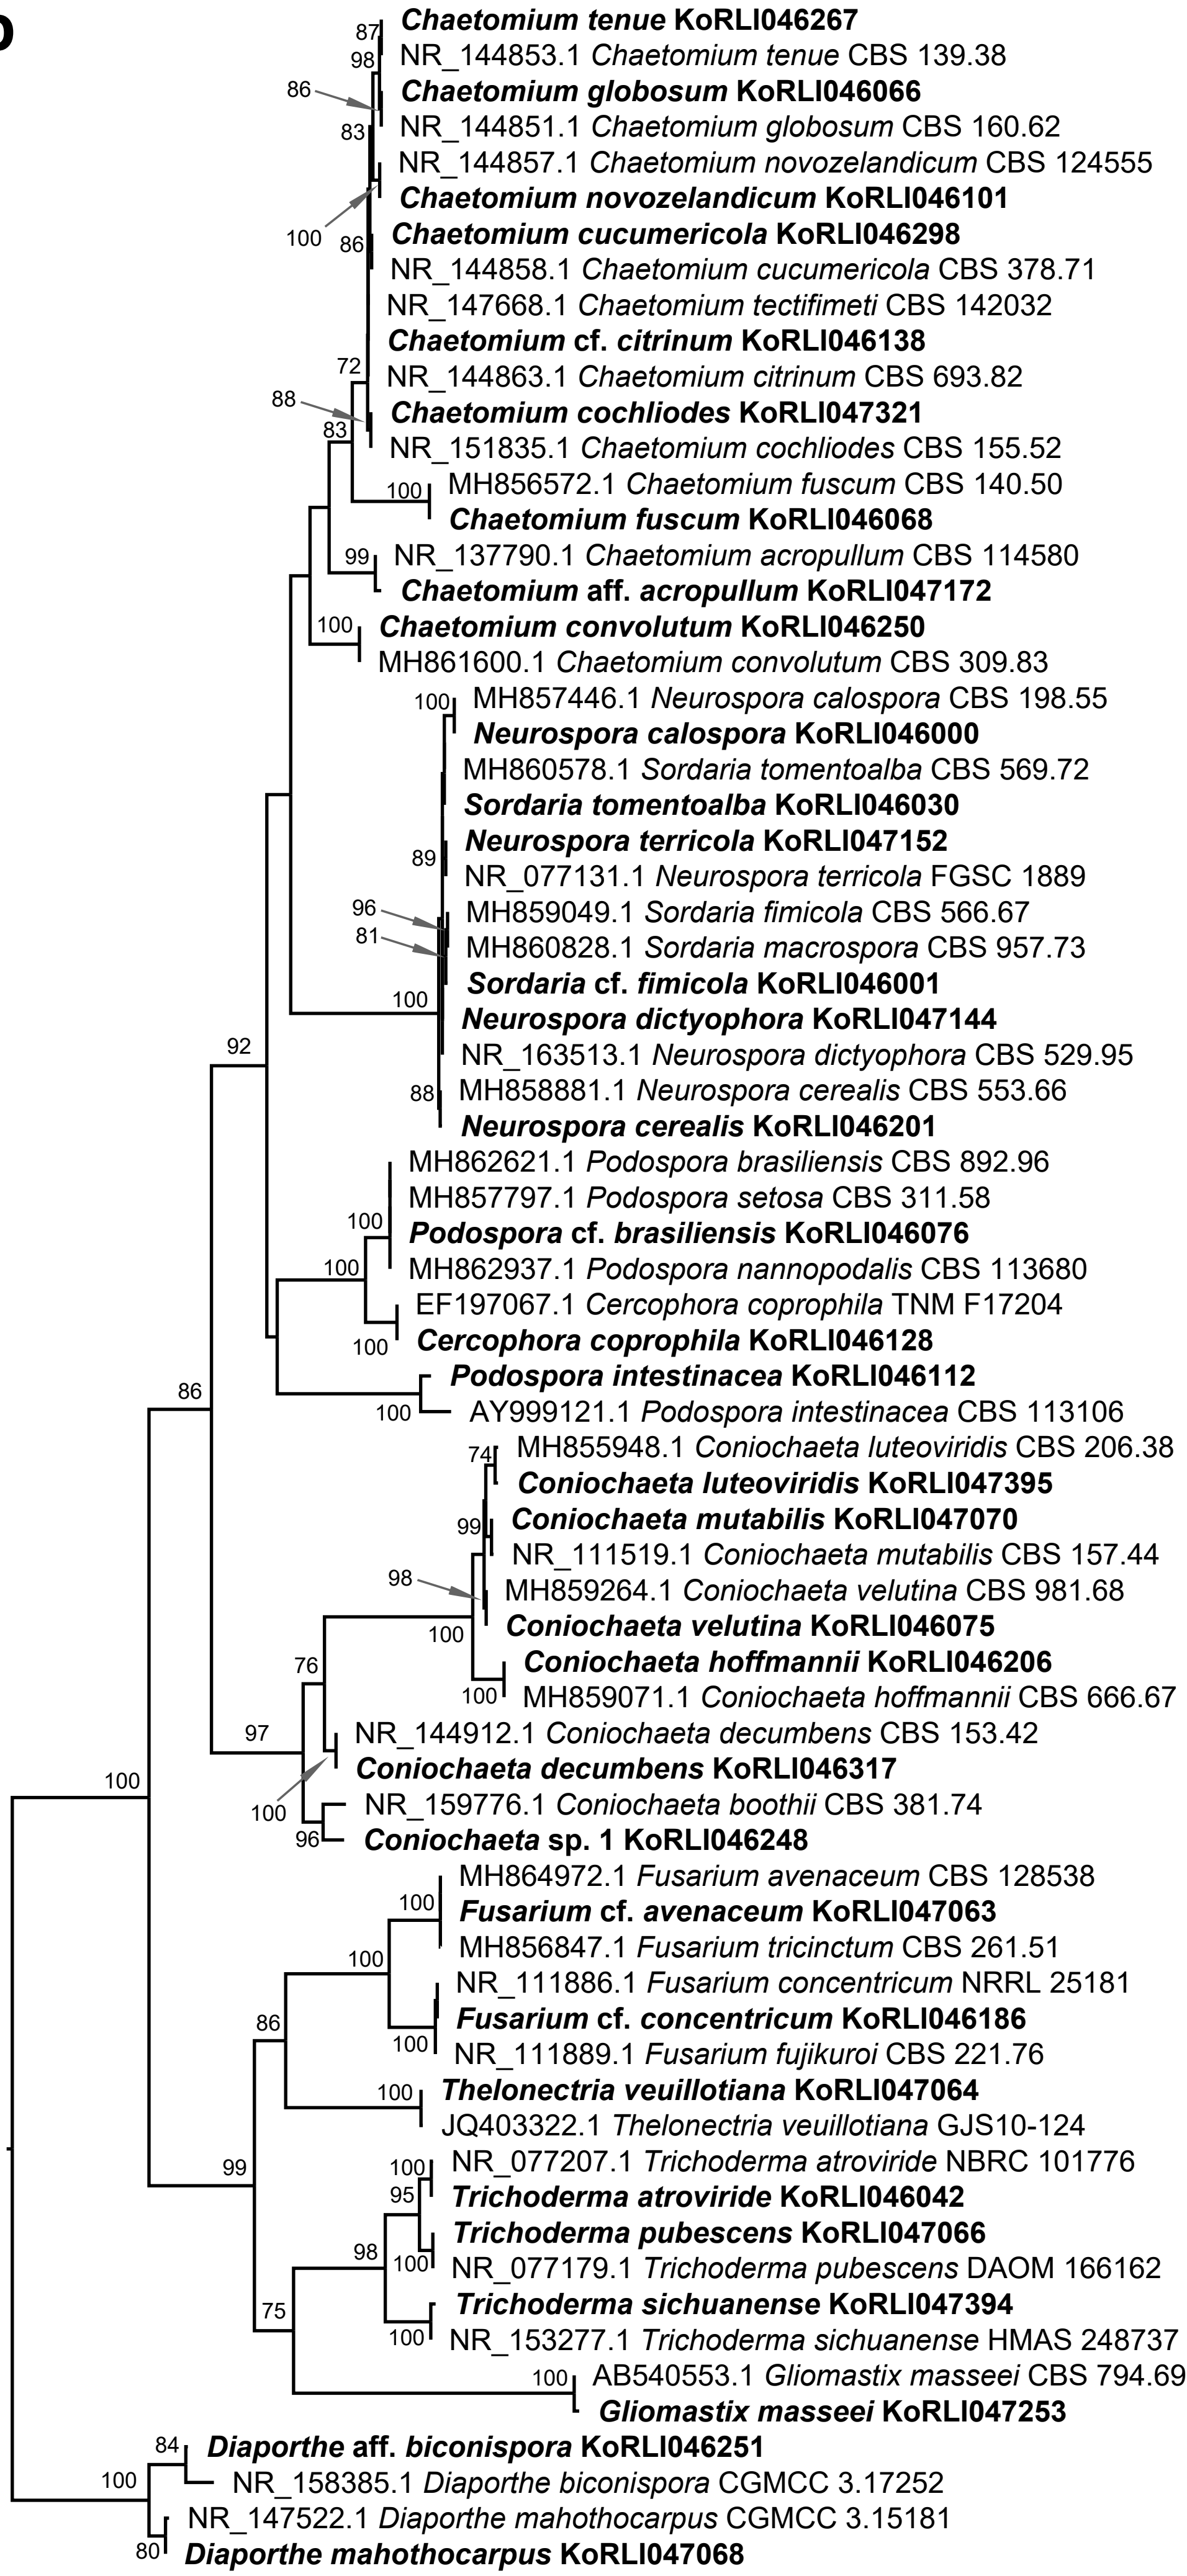 Chaetomium tenue KoRLI046267
87
NR_144853.1 Chaetomium tenue CBS 139.38
98
Chaetomium globosum KoRLI046066
86
NR_144851.1 Chaetomium globosum CBS 160.62
83
NR_144857.1 Chaetomium novozelandicum CBS 124555
Chaetomium novozelandicum KoRLI046101
100
Chaetomium cucumericola KoRLI046298
86
NR_144858.1 Chaetomium cucumericola CBS 378.71
NR_147668.1 Chaetomium tectifimeti CBS 142032
Chaetomium cf. citrinum KoRLI046138
72
NR_144863.1 Chaetomium citrinum CBS 693.82
88
Chaetomium cochliodes KoRLI047321
83
NR_151835.1 Chaetomium cochliodes CBS 155.52
MH856572.1 Chaetomium fuscum CBS 140.50
100
Chaetomium fuscum KoRLI046068
99
NR_137790.1 Chaetomium acropullum CBS 114580
Chaetomium aff. acropullum KoRLI047172
100
Chaetomium convolutum KoRLI046250
MH861600.1 Chaetomium convolutum CBS 309.83
100
MH857446.1 Neurospora calospora CBS 198.55
Neurospora calospora KoRLI046000
MH860578.1 Sordaria tomentoalba CBS 569.72
Sordaria tomentoalba KoRLI046030
Neurospora terricola KoRLI047152
89
NR_077131.1 Neurospora terricola FGSC 1889
96
MH859049.1 Sordaria fimicola CBS 566.67
81
MH860828.1 Sordaria macrospora CBS 957.73
Sordaria cf. fimicola KoRLI046001
100
Neurospora dictyophora KoRLI047144
92
NR_163513.1 Neurospora dictyophora CBS 529.95
88
MH858881.1 Neurospora cerealis CBS 553.66
Neurospora cerealis KoRLI046201
MH862621.1 Podospora brasiliensis CBS 892.96
MH857797.1 Podospora setosa CBS 311.58
100
Podospora cf. brasiliensis KoRLI046076
100
MH862937.1 Podospora nannopodalis CBS 113680
EF197067.1 Cercophora coprophila TNM F17204
100
Cercophora coprophila KoRLI046128
86
Podospora intestinacea KoRLI046112
100
AY999121.1 Podospora intestinacea CBS 113106
74
MH855948.1 Coniochaeta luteoviridis CBS 206.38
Coniochaeta luteoviridis KoRLI047395
99
Coniochaeta mutabilis KoRLI047070
NR_111519.1 Coniochaeta mutabilis CBS 157.44
98
MH859264.1 Coniochaeta velutina CBS 981.68
100
Coniochaeta velutina KoRLI046075
76
Coniochaeta hoffmannii KoRLI046206
100
MH859071.1 Coniochaeta hoffmannii CBS 666.67
97
NR_144912.1 Coniochaeta decumbens CBS 153.42
100
Coniochaeta decumbens KoRLI046317
100
NR_159776.1 Coniochaeta boothii CBS 381.74
96
Coniochaeta sp. 1 KoRLI046248
MH864972.1 Fusarium avenaceum CBS 128538
100
Fusarium cf. avenaceum KoRLI047063
100
MH856847.1 Fusarium tricinctum CBS 261.51
NR_111886.1 Fusarium concentricum NRRL 25181
86
Fusarium cf. concentricum KoRLI046186
100
NR_111889.1 Fusarium fujikuroi CBS 221.76
100
Thelonectria veuillotiana KoRLI047064
JQ403322.1 Thelonectria veuillotiana GJS10-124
99
100
NR_077207.1 Trichoderma atroviride NBRC 101776
95
Trichoderma atroviride KoRLI046042
Trichoderma pubescens KoRLI047066
98
100
NR_077179.1 Trichoderma pubescens DAOM 166162
75
Trichoderma sichuanense KoRLI047394
100
NR_153277.1 Trichoderma sichuanense HMAS 248737
100
AB540553.1 Gliomastix masseei CBS 794.69
Gliomastix masseei KoRLI047253
84
Diaporthe aff. biconispora KoRLI046251
100
NR_158385.1 Diaporthe biconispora CGMCC 3.17252
NR_147522.1 Diaporthe mahothocarpus CGMCC 3.15181
80
Diaporthe mahothocarpus KoRLI047068